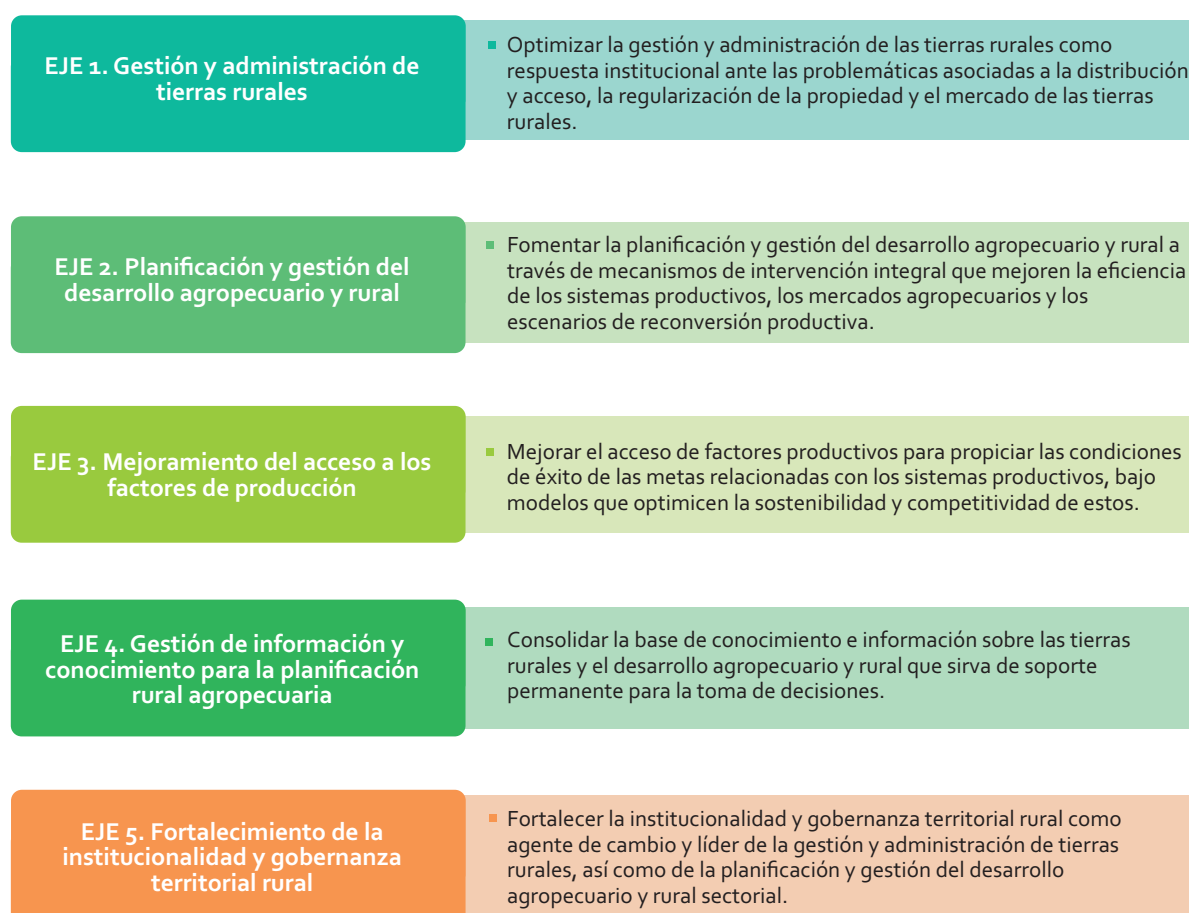 EJE 1. Gestión y administración de
tierras rurales
Optimizar la gestión y administración de las tierras rurales como
respuesta institucional ante las problemáticas asociadas a la distribución
y acceso, la regularización de la propiedad y el mercado de las tierras
rurales.
EJE 2. Planificación y gestión del
desarrollo agropecuario y rural
Fomentar la planificación y gestión del desarrollo agropecuario y rural a
través de mecanismos de intervención integral que mejoren la eficiencia
de los sistemas productivos, los mercados agropecuarios y los
escenarios de reconversión productiva.
EJE 3. Mejoramiento del acceso a los
factores de producción
Mejorar el acceso de factores productivos para propiciar las condiciones
de éxito de las metas relacionadas con los sistemas productivos, bajo
modelos que optimicen la sostenibilidad y competitividad de estos.
EJE 4. Gestión de información y
conocimiento para la planificación
rural agropecuaria
Consolidar la base de conocimiento e información sobre las tierras
rurales y el desarrollo agropecuario y rural que sirva de soporte
permanente para la toma de decisiones.
EJE 5. Fortalecimiento de la
institucionalidad y gobernanza
territorial rural
Fortalecer la institucionalidad y gobernanza territorial rural como
agente de cambio y líder de la gestión y administración de tierras
rurales, así como de la planificación y gestión del desarrollo
agropecuario y rural sectorial.